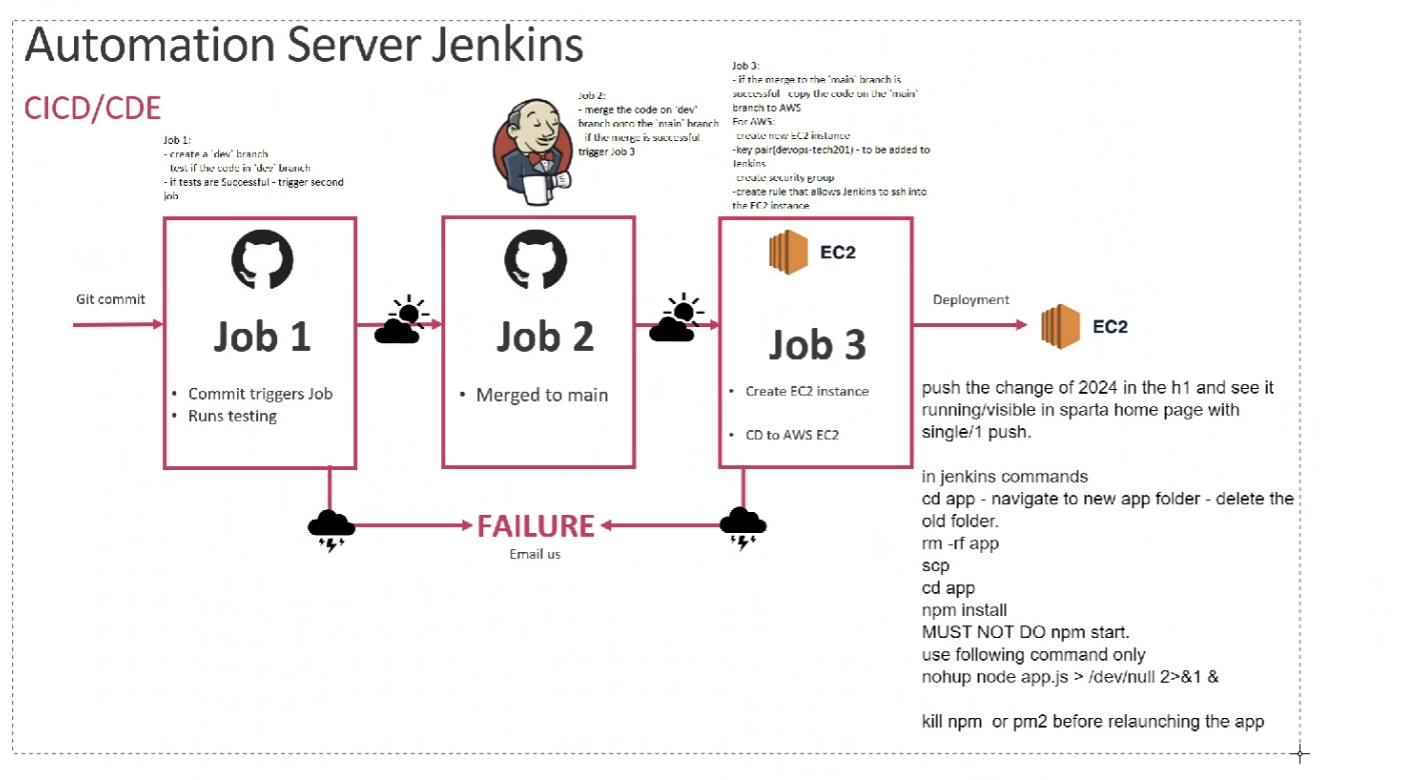 Automation Server Jenkins
CICD/CDE
Job 1:
- create a 'dev' branch
test if the code in 'dev' branch
- if tests are Successful - trigger second
job
Job 2:
- merge the code on 'dev'
branch onto the 'main' branch
if the merge is successful
trigger Job 3
Job 3:
- if the merge to the 'main' branch is
successful copy the code on the 'main'
branch to AWS
For AWS:
create new EC2 instance
-key pair(devops-tech201) - to be added to
Jenkins
create security group
-create rule that allows Jenkins to ssh into
the EC2 instance
Git commit
Job 1
• Commit triggers Job
• Runs testing
Job 2
• Merged to main
EC2
Job 3
• Create EC2 instance
• CD to AWS EC2
Deployment
EC2
FAILURE
Email us
push the change of 2024 in the h1 and see it
running/visible in sparta home page with
single/1 push.
in jenkins commands
cd app - navigate to new app folder - delete the
old folder.
rm -rf app
scp
cd app
npm install
MUST NOT DO npm start.
use following command only
nohup node app.js > /dev/null 2>&1 &
kill npm or pm2 before relaunching the app